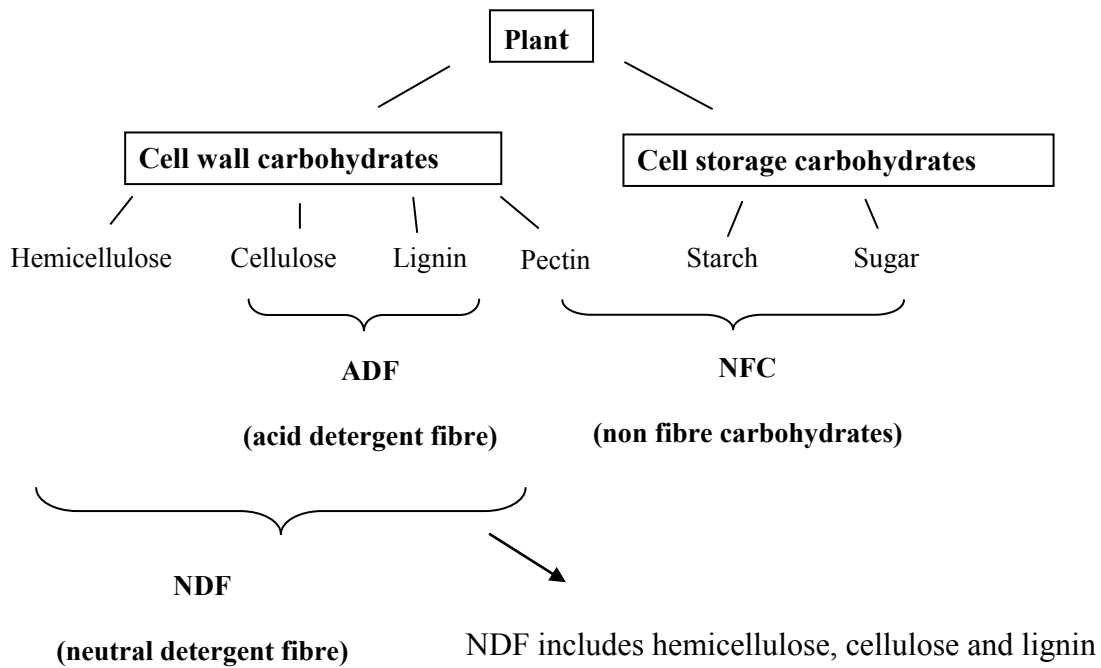 Plant
Cell wall carbohydrates
Cell storage carbohydrates
Hemicellulose
Cellulose
Lignin
Pectin
Starch
Sugar
ADF
(acid detergent fibre)
NFC
(non fibre carbohydrates)
NDF
(neutral detergent fibre)
NDF includes hemicellulose, cellulose and lignin